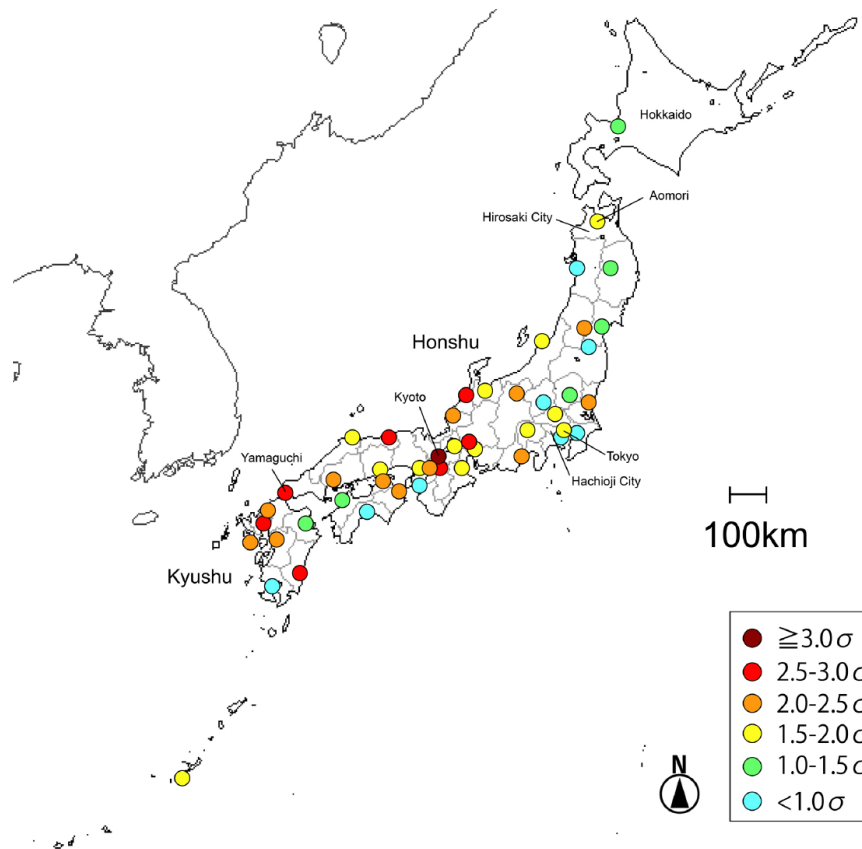 Hokkaido
Aomori
Hirosaki City
Honshu
Kyoto
Yamaguchi
Tokyo
Hachioji City
100km
Kyushu
≧3.0σ
2.5-3.0σ
2.0-2.5σ
1.5-2.0σ
1.0-1.5σ
<1.0σ
N